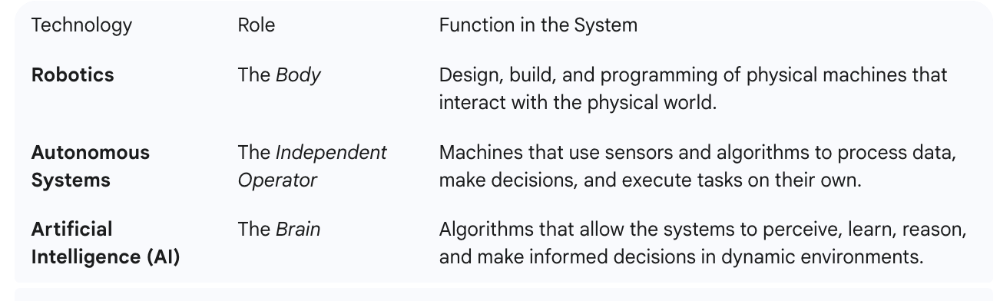 Technology Role Function in the System
Robotics The Body Design, build, and programming of physical machines that
interact with the physical world.
Autonomous The Independent Machines that use sensors and algorithms to process data,
Systems Operator make decisions, and execute tasks on their own.
Artificial The Brain Algorithms that allow the systems to perceive, learn, reason,
Intelligence (AI) and make informed decisions in dynamic environments.